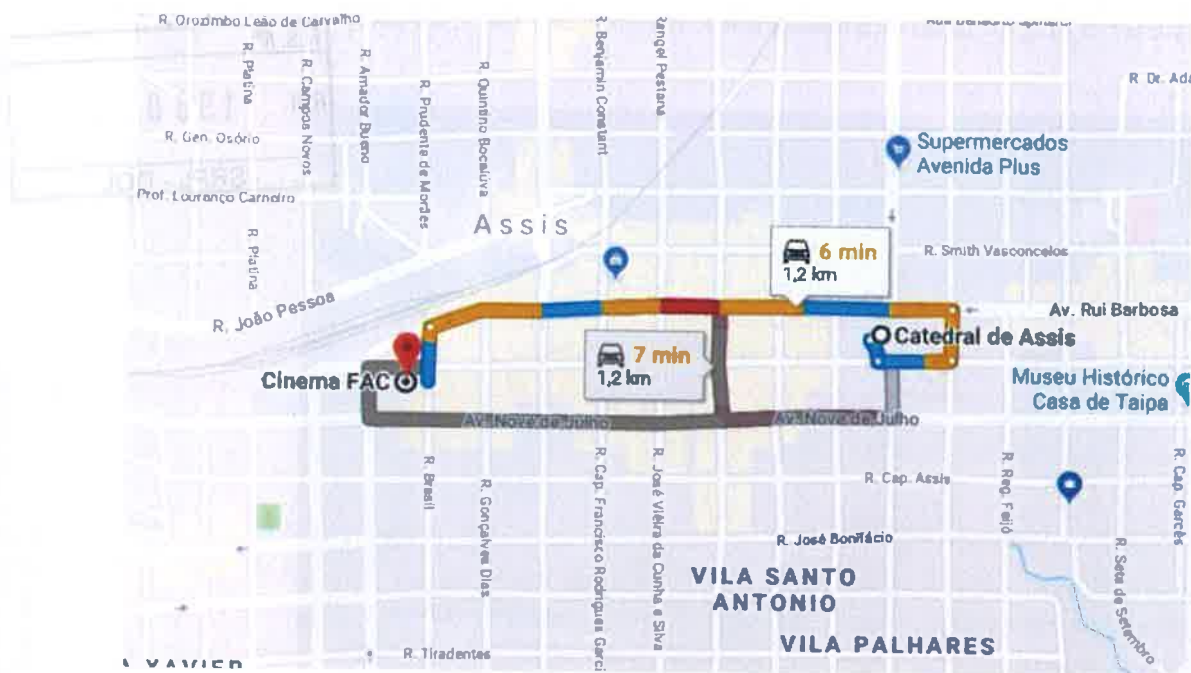 R. Orozimbo Leão de Carvalho
R. Platina
R. Campos Novos
R. Amador Bueno
R. Prudente de Moraes
R. Quintino Bocaiúva
R. Benjamin Constant
Rangel Pestana
R. Dr. Ada
R. Gen. Osório
Supermercados
Avenida Plus
Prof. Lourenço Carneiro
Assis
R. Platina
6 min
1,2 km
R. Smith Vasconcelos
R. João Pessoa
Av. Rui Barbosa
Catedral de Assis
7 min
1,2 km
Cinema FAC
Museu Histórico
Casa de Taipa
Av. Nove de Julho
Av. Nove de Julho
R. Brasil
R. Gonçalves Dias
R. Cap. Francisco Rodrigues Garci
R. José Vieira da Cunha e Silva
R. Cap. Assis
R. Reg. Feijó
R. Cap. Garcês
R. José Bonifácio
R. Sete de Setembro
VILA SANTO
ANTONIO
VILA PALHARES
R. Tiradentes
XAVIER